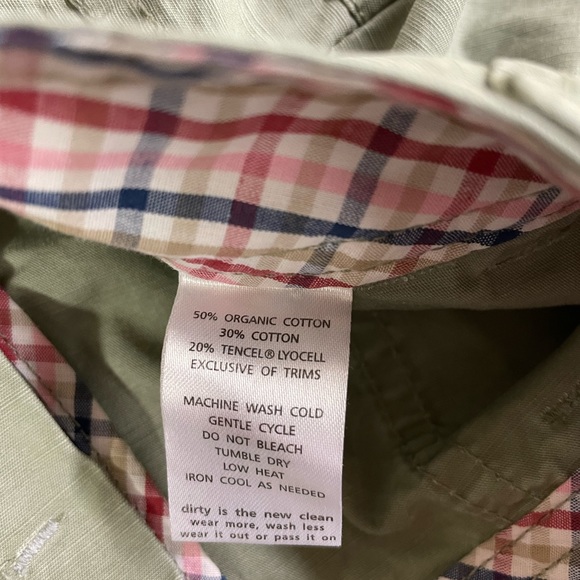 50% ORGANIC COTTON
30% COTTON
20% TENCEL® LYOCELL
EXCLUSIVE OF TRIMS
MACHINE WASH COLD
GENTLE CYCLE
DO NOT BLEACH
TUMBLE DRY
LOW HEAT
IRON COOL AS NEEDED
dirty is the new clean
wear more, wash less
wear it out or pass it on